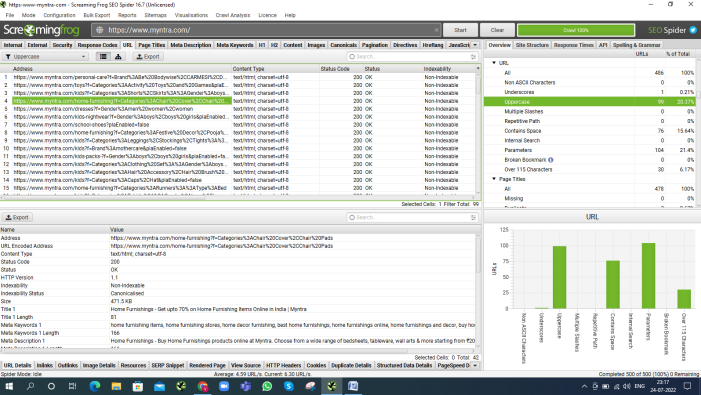 https://www-myntra-com - Screaming Frog SEO Spider 16.7 (Unlicensed)
File Mode Configuration Bulk Export Reports Sitemaps Visualisations Crawl Analysis Licence Help
Screamingfrog https://www.myntra.com/ Start Clear Crawl 100% SEO Spider
Internal External Security Response Codes URL Page Titles Meta Description Meta Keywords H1 H2 Content Images Canonicals Pagination Directives Hreflang JavaScri
Overview Site Structure Response Times API Spelling & Grammar
Uppercase Export Search...
URLs % of Total
Address Content Type Status Code Status Indexability
1 https://www.myntra.com/personal-care?f=Brand%3ABe%20Bodywise%2CCARMESI%2CD... text/html; charset=utf-8 200 OK Non-Indexable
2 https://www.myntra.com/toys?f=Activity%20Toys%20and%20Games&plaE... text/html; charset=utf-8 200 OK Non-Indexable
3 https://www.myntra.com/kids?f=Categories%3AShorts%2CShirts%3A%3AGender%3Aboys... text/html; charset=utf-8 200 OK Non-Indexable
4 https://www.myntra.com/home-furnishing?f=Categories%3AChair%20Cover%2CChair%20... text/html; charset=utf-8 200 OK Non-Indexable
5 https://www.myntra.com/dresses?f=Gender%3Amen%20women%2Cwomen text/html; charset=utf-8 200 OK Non-Indexable
6 https://www.myntra.com/kids-nightwear?f=Gender%3Aboys%2Cboys%20girls&plaEnabled... text/html; charset=utf-8 200 OK Non-Indexable
7 https://www.myntra.com/school-shoes?plaEnabled=false text/html; charset=utf-8 200 OK Non-Indexable
8 https://www.myntra.com/home-furnishing?f=Categories%3AFestive%20Decor%2CPooja%... text/html; charset=utf-8 200 OK Non-Indexable
9 https://www.myntra.com/kids?f=Categories%3ALeggings%2CStockings%2CTights%3A%3... text/html; charset=utf-8 200 OK Non-Indexable
10 https://www.myntra.com/kids?f=Brand%3Amothercare&plaEnabled=false text/html; charset=utf-8 200 OK Non-Indexable
11 https://www.myntra.com/kids-packs?f=Gender%3Aboys%2Cboys%20girls&plaEnabled=fa... text/html; charset=utf-8 200 OK Non-Indexable
12 https://www.myntra.com/kids?f=Categories%3AClothing%20Set%3A%3AGender%3Aboys... text/html; charset=utf-8 200 OK Non-Indexable
13 https://www.myntra.com/kids?f=Categories%3AHair%20Accessory%2CHair%20Brush%20... text/html; charset=utf-8 200 OK Non-Indexable
14 https://www.myntra.com/kids?f=Categories%3ACaps%2CHat&plaEnabled=false text/html; charset=utf-8 200 OK Non-Indexable
15 https://www.myntra.com/home-furnishing?f=Categories%3ARunners%3A%3AType%3ABed text/html; charset=utf-8 200 OK Non-Indexable
Selected Cells: 1 Filter Total: 99
URL
All 486 100%
Non ASCII Characters 0 0%
Underscores 1 0.21%
Uppercase 99 20.37%
Multiple Slashes 0 0%
Repetitive Path 0 0%
Contains Space 76 15.64%
Internal Search 0 0%
Parameters 104 21.4%
Broken Bookmark 0 0%
Over 115 Characters 30 6.17%
Page Titles
All 478 100%
Missing 0 0%
Export Search...
Name Value
Address https://www.myntra.com/home-furnishing?f=Categories%3AChair%20Cover%2CChair%20Pads
URL Encoded Address https://www.myntra.com/home-furnishing?f=Categories%3AChair%20Cover%2CChair%20Pads
Content Type text/html; charset=utf-8
Status Code 200
Status OK
HTTP Version 1.1
Indexability Non-Indexable
Indexability Status Canonicalised
Size 471.5 KB
Title 1 Furnishings - Get upto 70% on Home Furnishing Items Online in India | Myntra
Title 1 Length 81
Meta Keywords 1 home furnishing items, home furnishing stores, home decor furnishing, best home furnishings, home furnishings online, home furnishings end decor, buy ho
Meta Keywords 1 Length 166
Meta Description 1 Home Furnishings - Buy Home Furnishings products online at Myntra. Choose from a wide range of bedsheets, tableware, wall arts & more starting from ₹20
Selected Cells: 0 Total: 42
URL Details Inlinks Outlinks Image Details Resources SERP Snippet Rendered Page View Source HTTP Headers Cookies Duplicate Details Structured Data Details PageSpeed D
URL
URLs
125
100
75
50
25
0
Non ASCII Characters
Underscores
Uppercase
Multiple Slashes
Repetitive Path
Contains Space
Internal Search
Parameters
Broken Bookmark
Over 115 Characters
Spider Mode: Idle Average: 4.59 URL/s. Current: 6.30 URL/s. Completed 500 of 500 (100%) 0 Remaining
ENG 23:17
24-07-2022